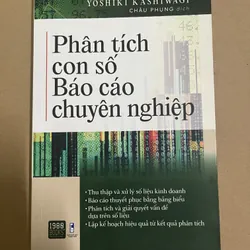 YOSHIKI KASHIWAGI
CHÂU PHỤNG dịch
Phân tích
con số
Báo cáo
chuyên nghiệp
• Thu thập và xử lý số liệu kinh doanh
• Báo cáo thuyết phục bằng bảng biểu
• Phân tích và giải quyết vấn đề
dựa trên số liệu
• Lập kế hoạch hiệu quả từ kết quả phân tích
1980